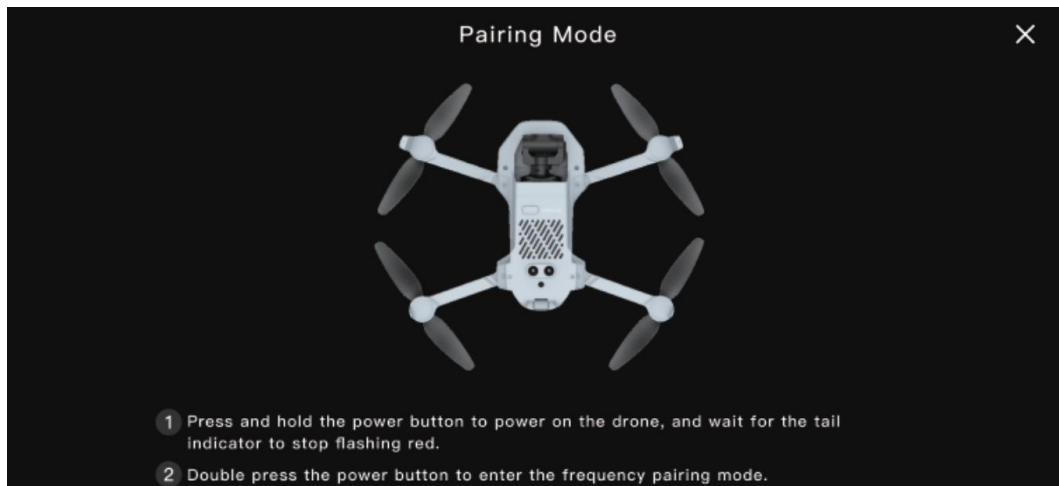 Pairing Mode
1 Press and hold the power button to power on the drone, and wait for the tail
indicator to stop flashing red.
2 Double press the power button to enter the frequency pairing mode.